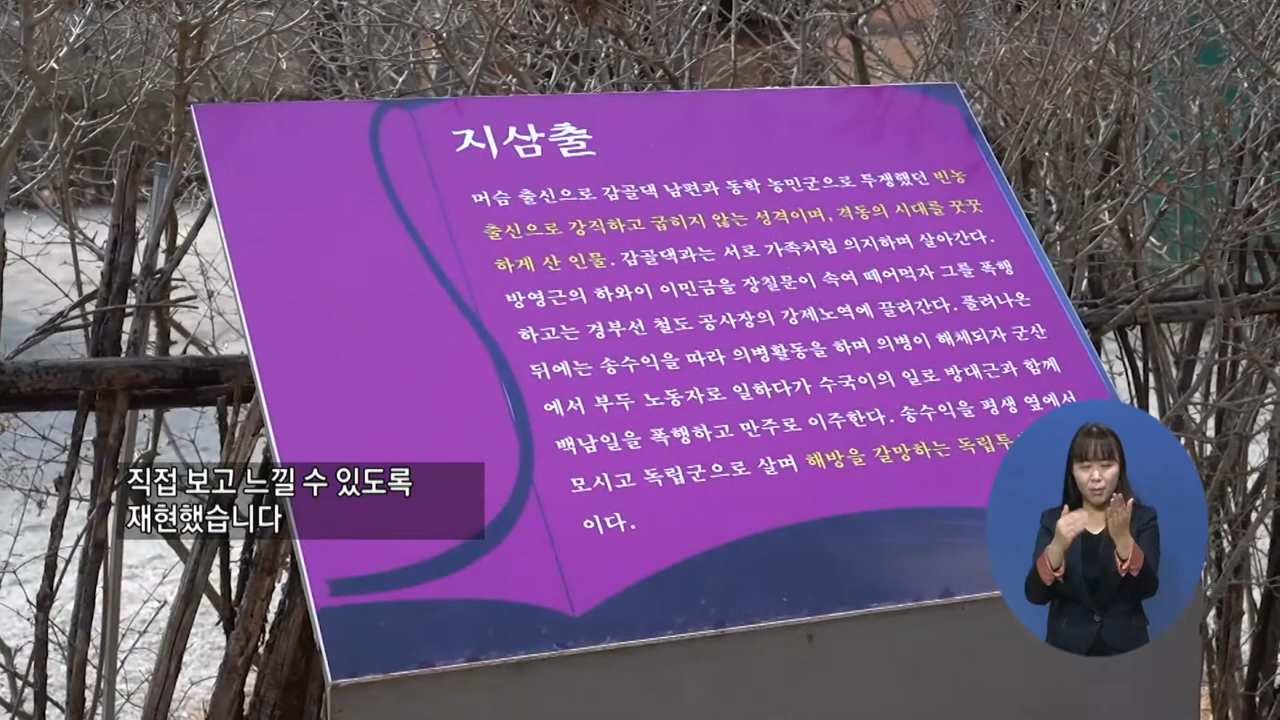 지삼출
머슴 출신으로 감골댁 남편과 동학 농민군으로 투쟁했던 빈농
출신으로 강직하고 굽히지 않는 성격이며, 격동의 시대를 꿋꿋
하게 산 인물. 감골댁과는 서로 가족처럼 의지하며 살아간다.
방영근의 하와이 이민금을 장칠문이 속여 떼어먹자 그를 폭행
하고는 경부선 철도 공사장의 강제노역에 끌려간다. 풀려나온
뒤에는 송수익을 따라 의병활동을 하며 의병이 해체되자 군산
에서 부두 노동자로 일하다가 수국이의 일로 방대근과 함께
백남일을 폭행하고 만주로 이주한다. 송수익을 평생 옆에서
모시고 독립군으로 살며 해방을 갈망하는
이다.
직접 보고 느낄 수 있도록
재현했습니다